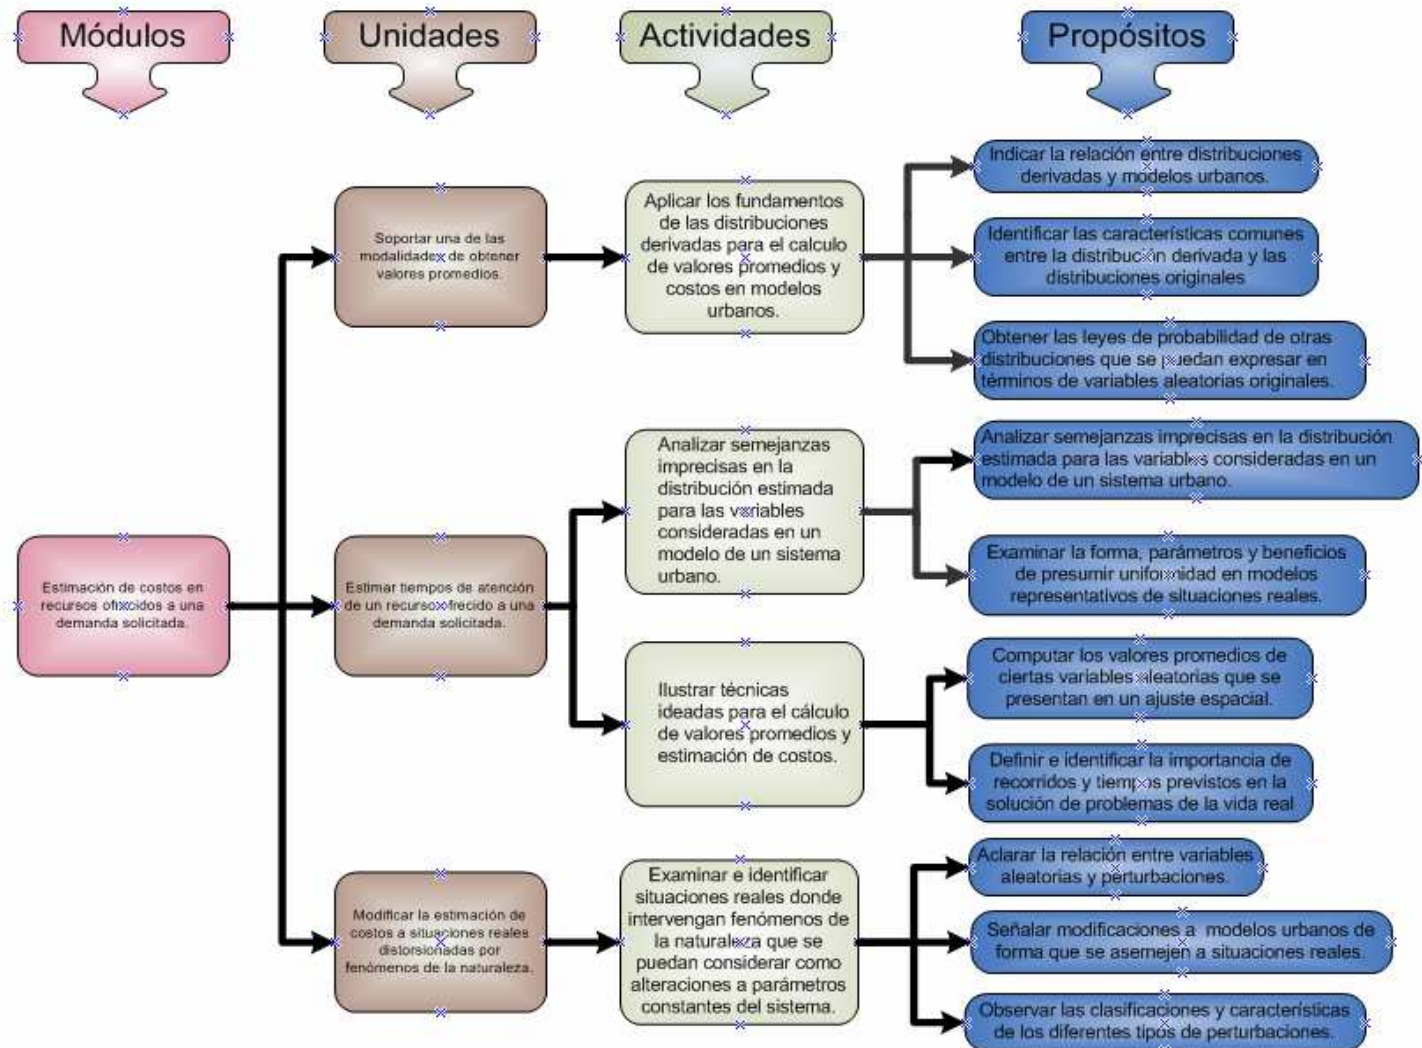 Módulos
Unidades
Actividades
Propósitos
Estimación de costos en
recursos ofrecidos a una
demanda solicitada.
Soportar una de las
modalidades de obtener
valores promedios.
Estimar tiempos de atención
de un recurso ofrecido a una
demanda solicitada.
Modificar la estimación de
costos a situaciones reales
distorsionadas por
fenómenos de la naturaleza.
Aplicar los fundamentos
de las distribuciones
derivadas para el calculo
de valores promedios y
costos en modelos
urbanos.
Analizar semejanzas
imprecisas en la
distribución estimada
para las variables
consideradas en un
modelo de un sistema
urbano.
Ilustrar técnicas
ideadas para el cálculo
de valores promedios y
estimación de costos.
Examinar e identificar
situaciones reales donde
intervengan fenómenos de
la naturaleza que se
puedan considerar como
alteraciones a parámetros
constantes del sistema.
Indicar la relación entre distribuciones
derivadas y modelos urbanos.
Identificar las características comunes
entre la distribución derivada y las
distribuciones originales
Obtener las leyes de probabilidad de otras
distribuciones que se puedan expresar en
términos de variables aleatorias originales.
Analizar semejanzas imprecisas en la distribución
estimada para las variables consideradas en un
modelo de un sistema urbano.
Examinar la forma, parámetros y beneficios
de presumir uniformidad en modelos
representativos de situaciones reales.
Computar los valores promedios de
ciertas variables aleatorias que se
presentan en un ajuste espacial.
Definir e identificar la importancia de
recorridos y tiempos previstos en la
solución de problemas de la vida real
Aclarar la relación entre variables
aleatorias y perturbaciones.
Señalar modificaciones a modelos urbanos de
forma que se asemejen a situaciones reales.
Observar las clasificaciones y características
de los diferentes tipos de perturbaciones.